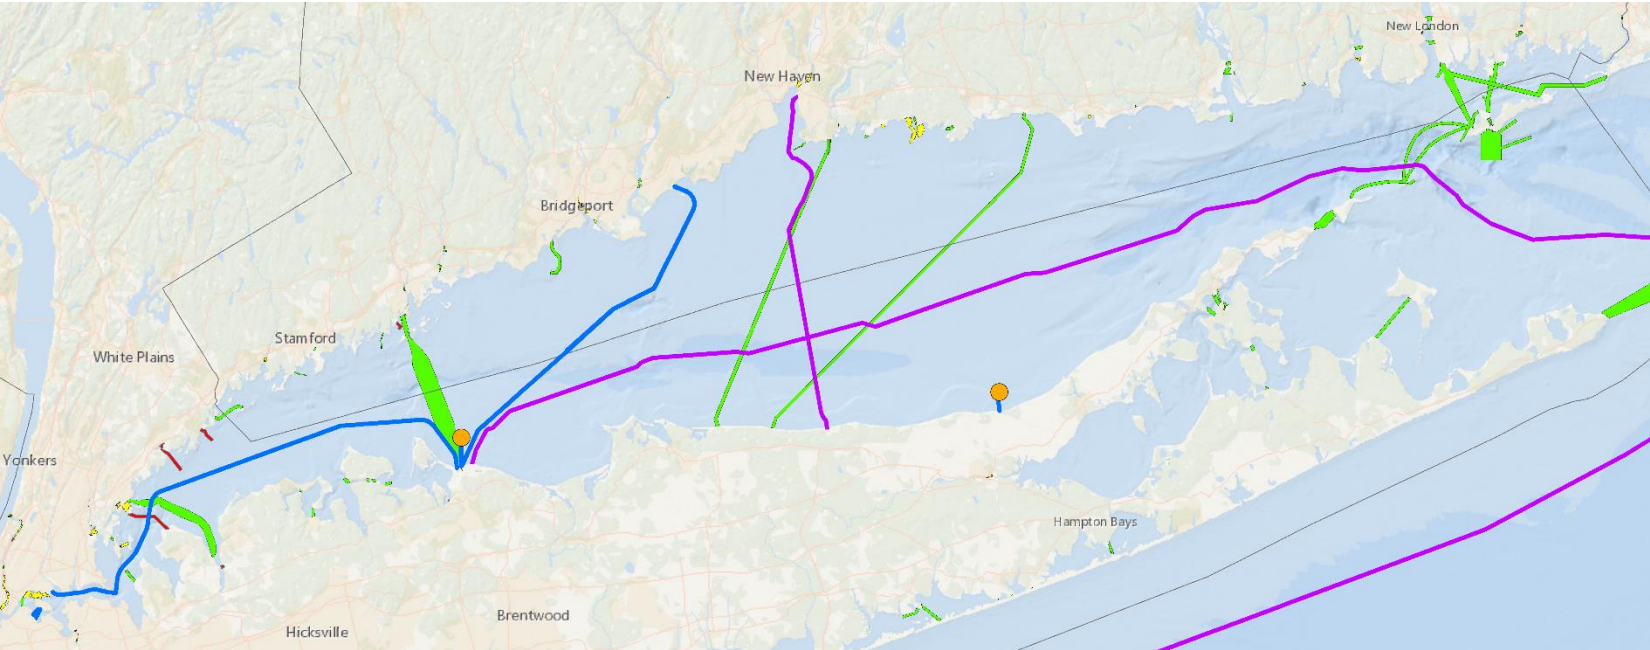 New London
New Haven
Bridgeport
Stamford
White Plains
Yonkers
Hampton Bays
Brentwood
Hicksville